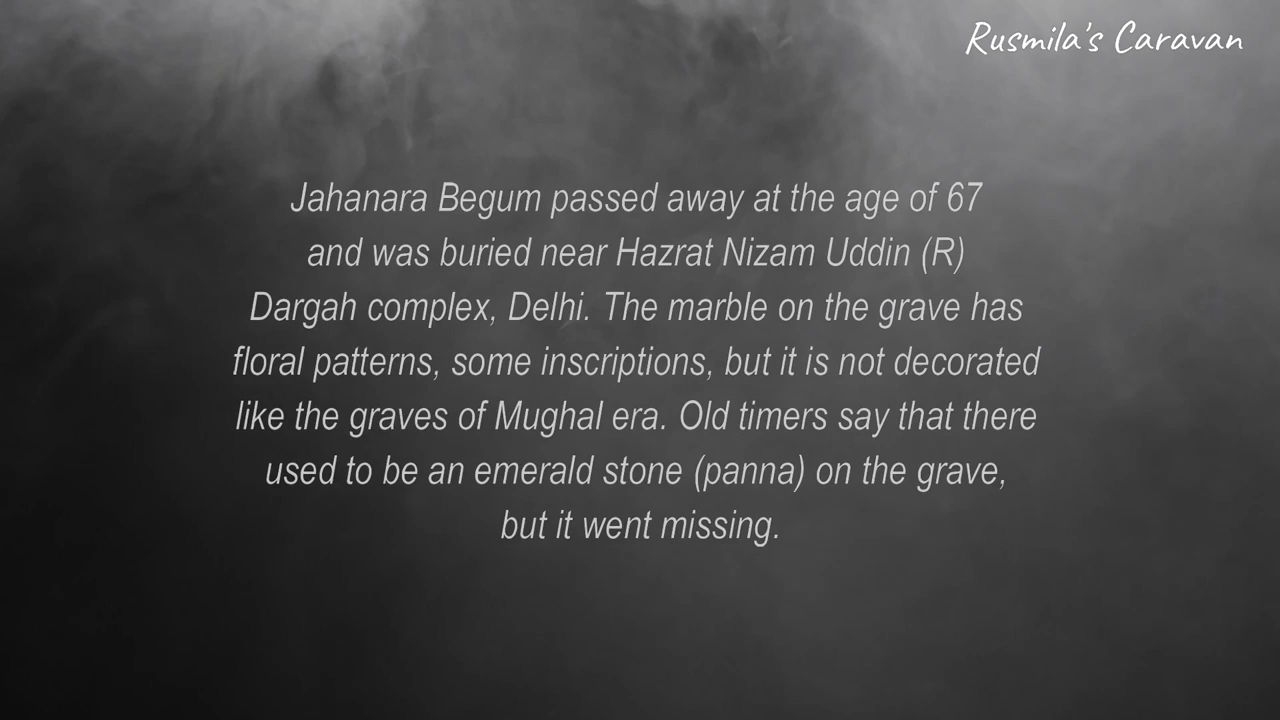 Rusmila's Caravan
Jahanara Begum passed away at the age of 67
and was buried near Hazrat Nizam Uddin (R)
Dargah complex, Delhi. The marble on the grave has
floral patterns, some inscriptions, but it is not decorated
like the graves of Mughal era. Old timers say that there
used to be an emerald stone (panna) on the grave,
but it went missing.